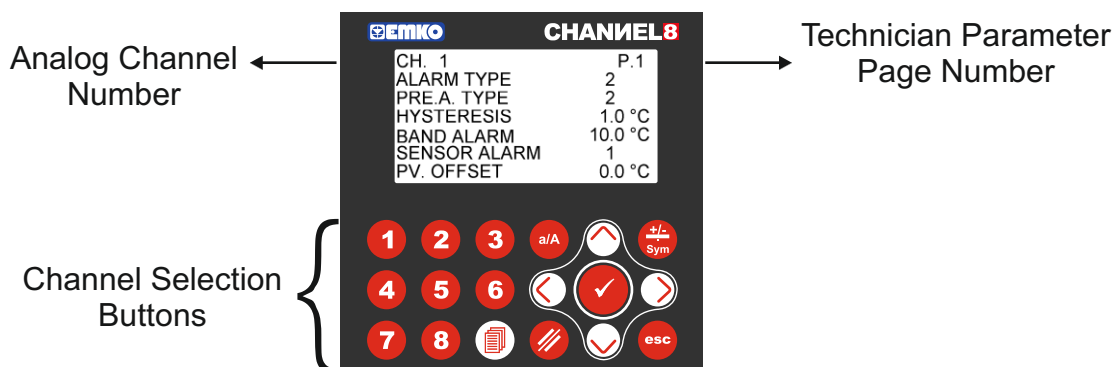 EMKO
CHANИEL8
Analog Channel
Number
Technician Parameter
Page Number
CH. 1 P.1
ALARM TYPE 2
PRE.A. TYPE 2
HYSTERESIS 1.0 °C
BAND ALARM 10.0 °C
SENSOR ALARM 1
PV. OFFSET 0.0 °C
Channel Selection
Buttons
1 2 3 a/A +/-
Sym
4 5 6
7 8 esc